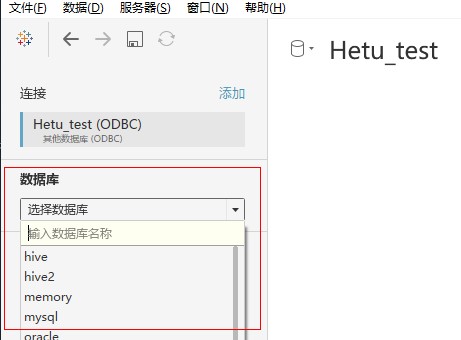 文件(F) 数据(D) 服务器(S) 窗口(N) 帮助(H)
Hetu_test
连接 添加
Hetu_test (ODBC)
其他数据库 (ODBC)
数据库
选择数据库
输入数据库名称
hive
hive2
memory
mysql
oracle